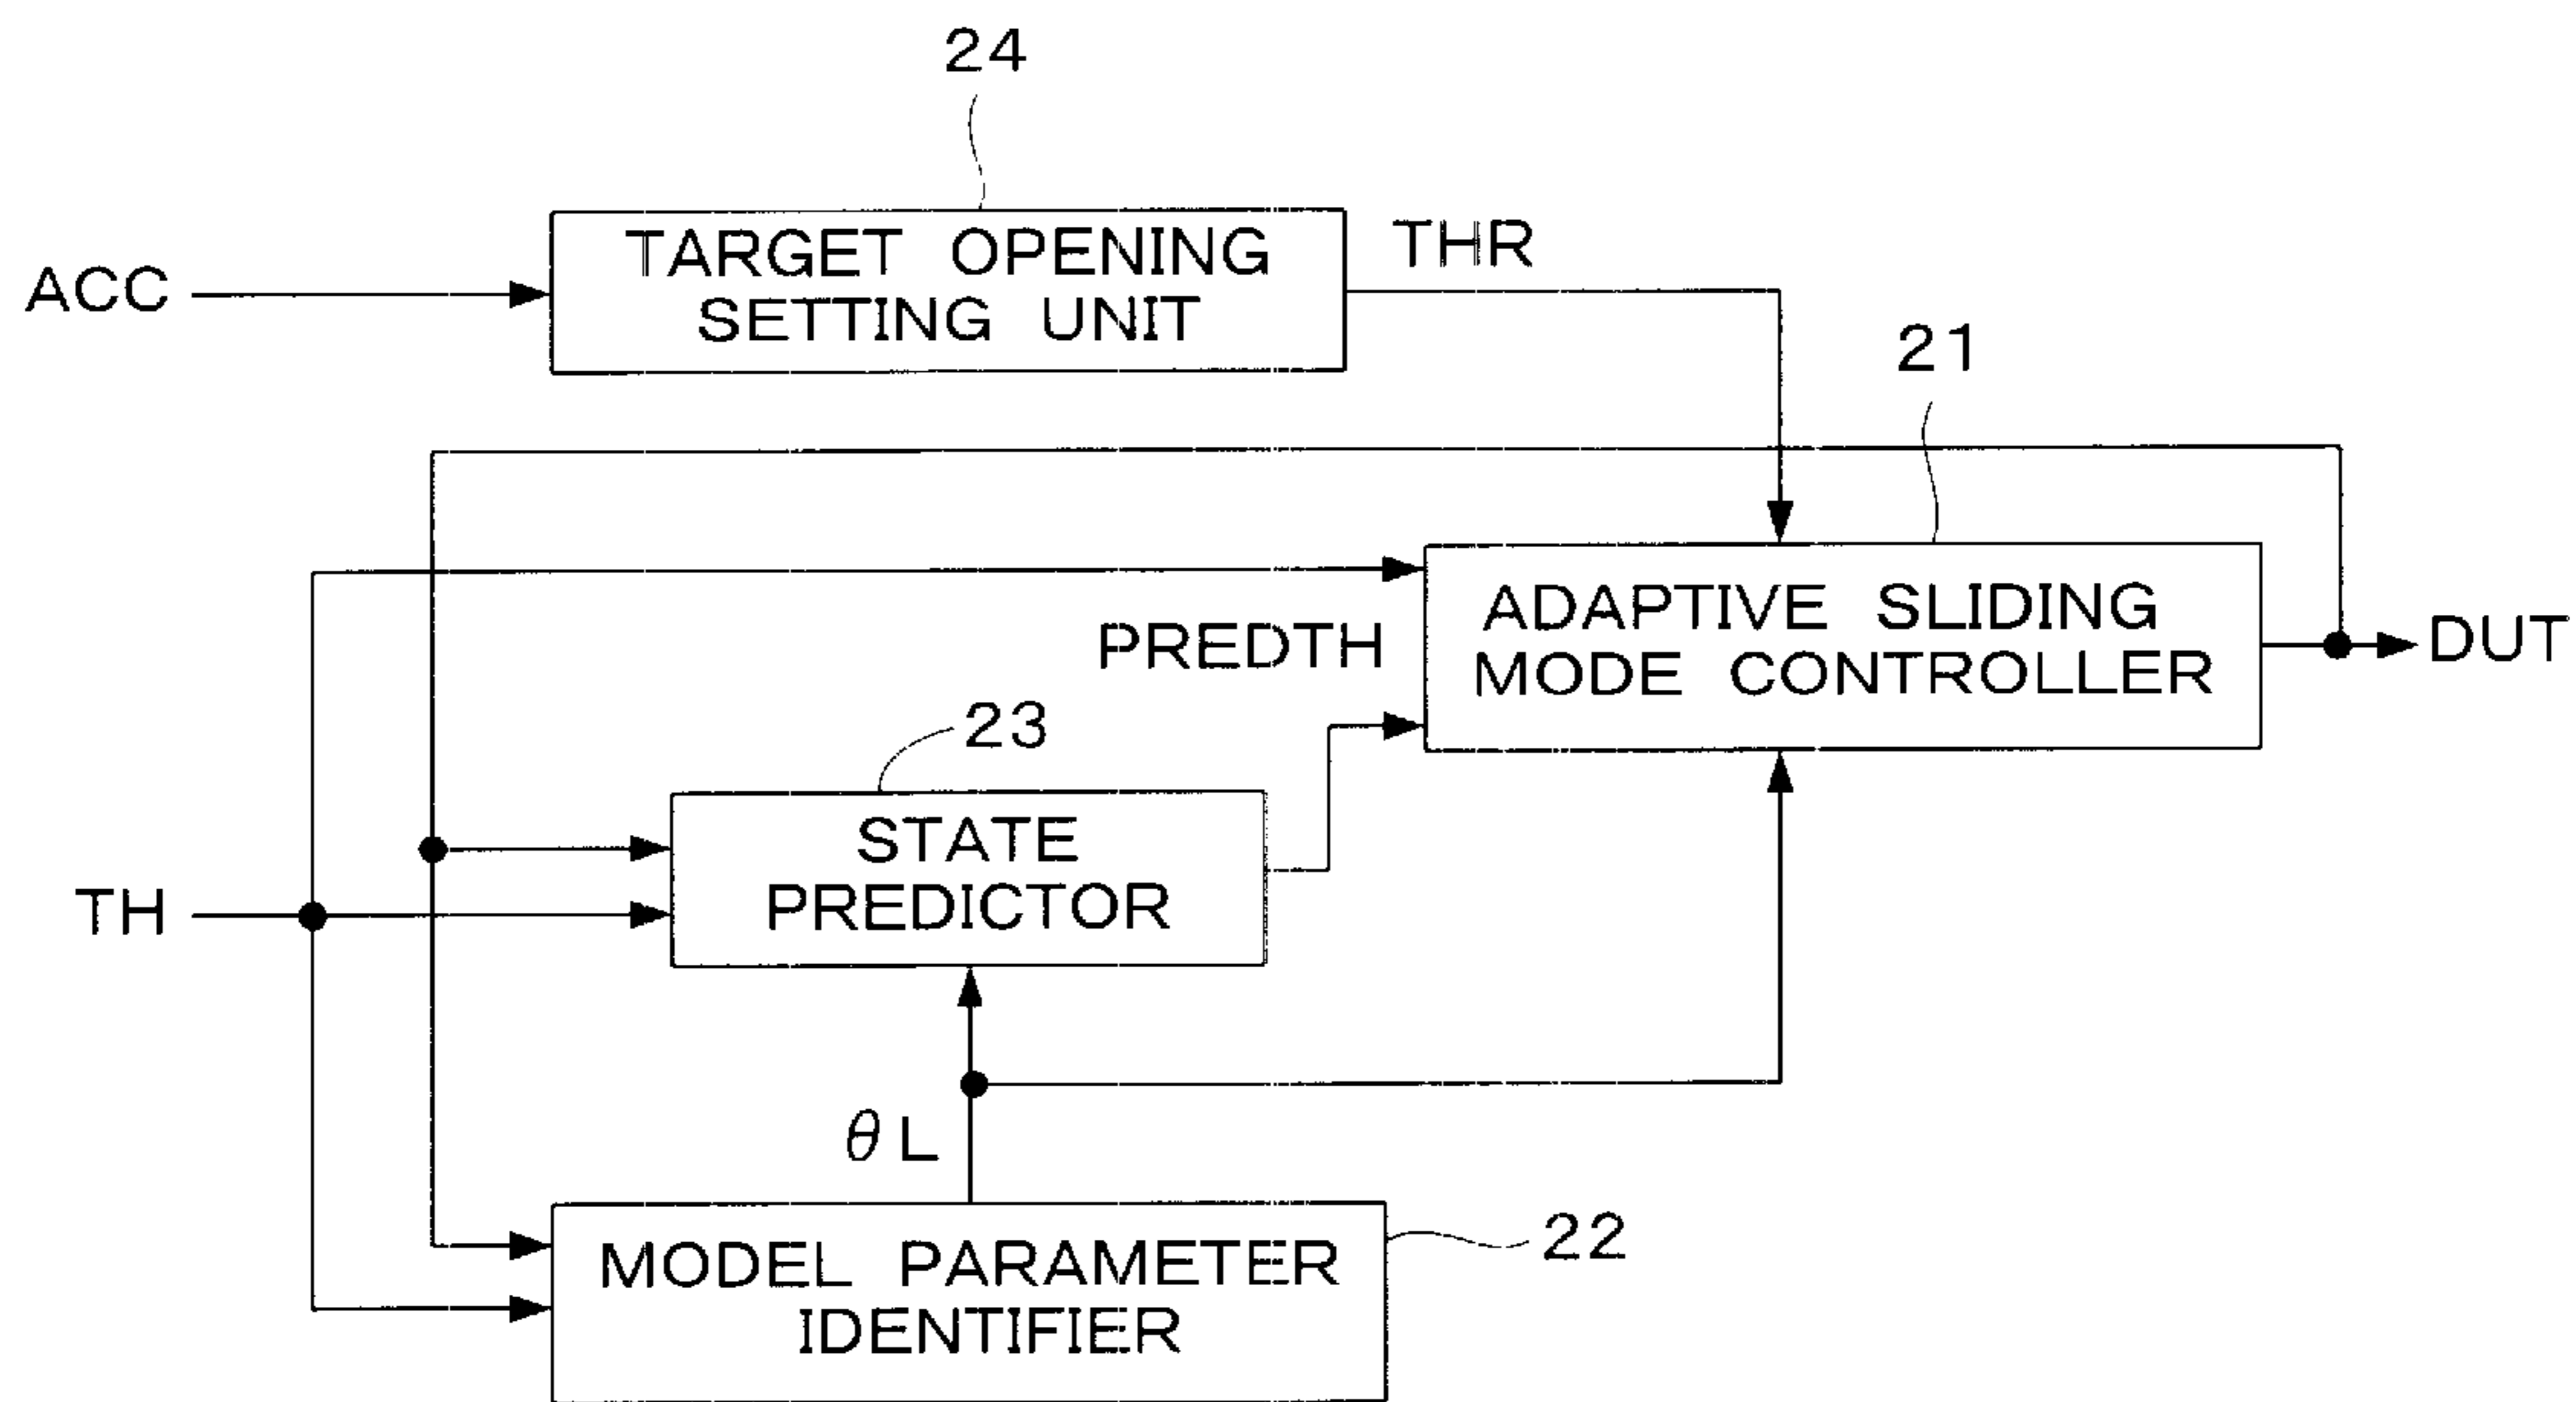 24
TARGET OPENING
SETTING UNIT
THR
ACC
21
ADAPTIVE SLIDING
MODE CONTROLLER
PREDTH
DUT
23
STATE
PREDICTOR
TH
θL
22
MODEL PARAMETER
IDENTIFIER